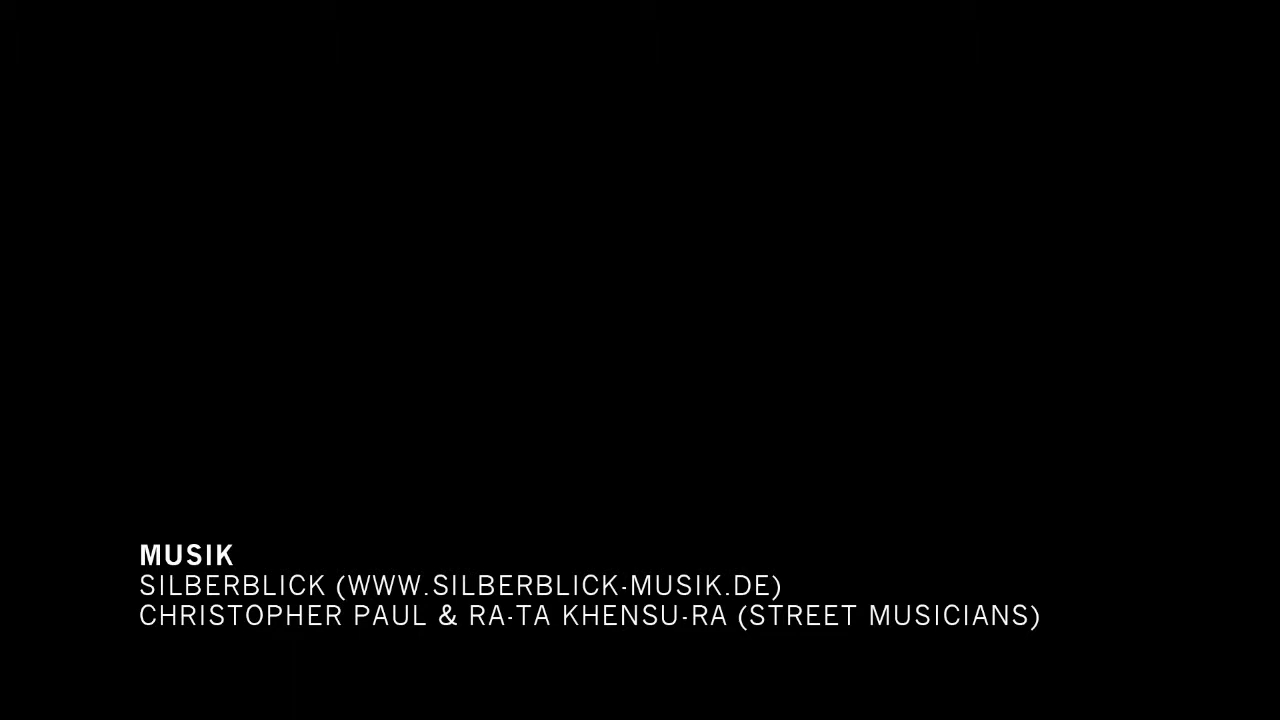 MUSIK
SILBERBLICK (WWW.SILBERBLICK-MUSIK.DE)
CHRISTOPHER PAUL & RA-TA KHENSU-RA (STREET MUSICIANS)